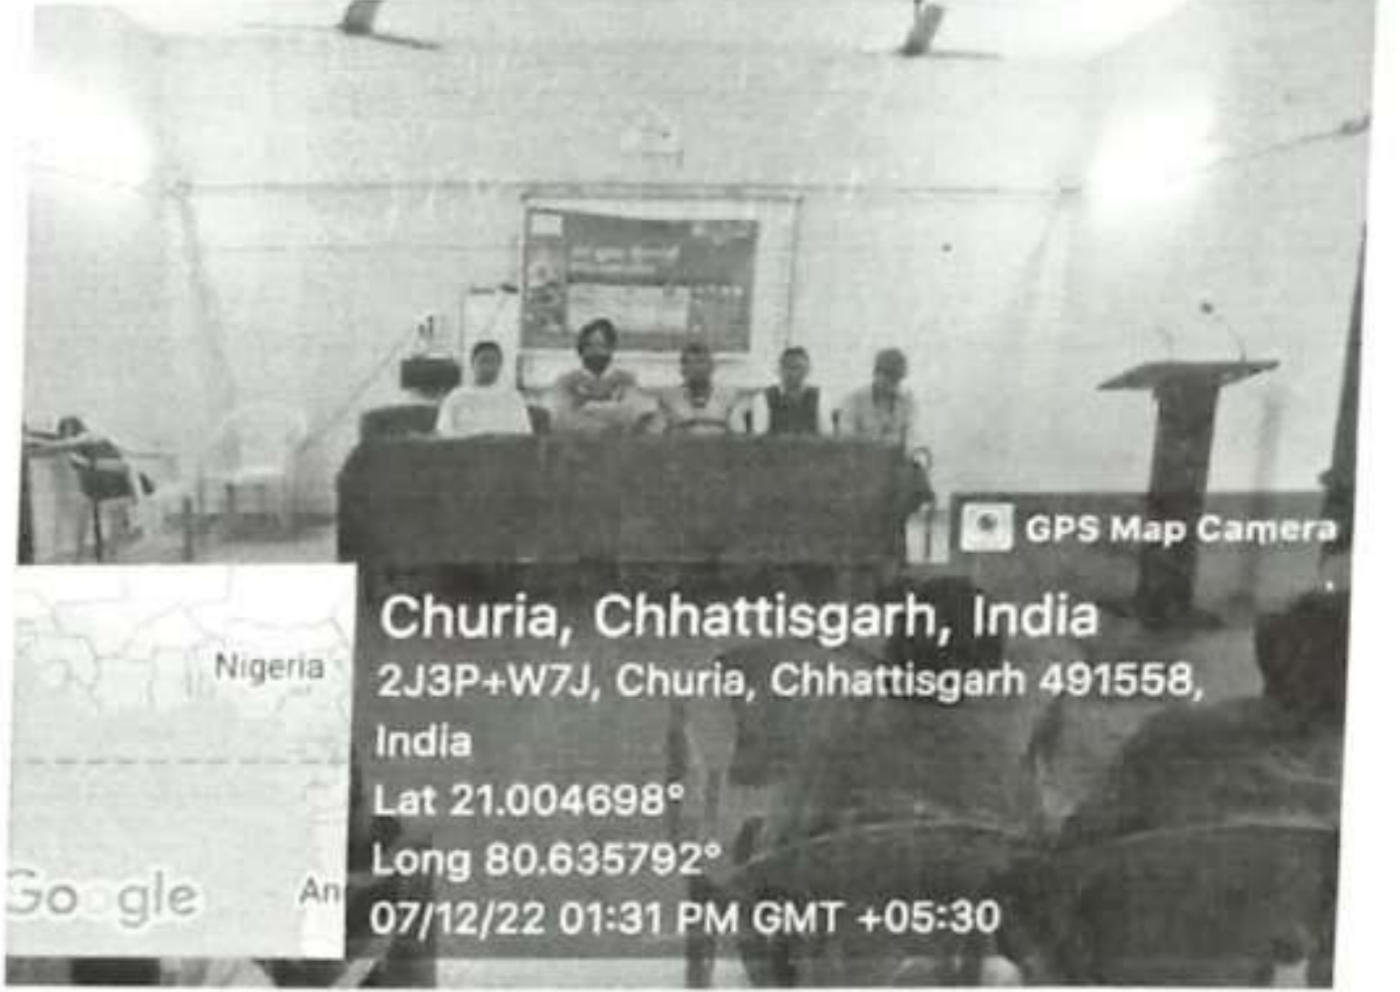 GPS Map Camera
Churia, Chhattisgarh, India
2J3P+W7J, Churia, Chhattisgarh 491558,
India
Lat 21.004698°
Long 80.635792°
07/12/22 01:31 PM GMT +05:30
Nigeria
Google
An